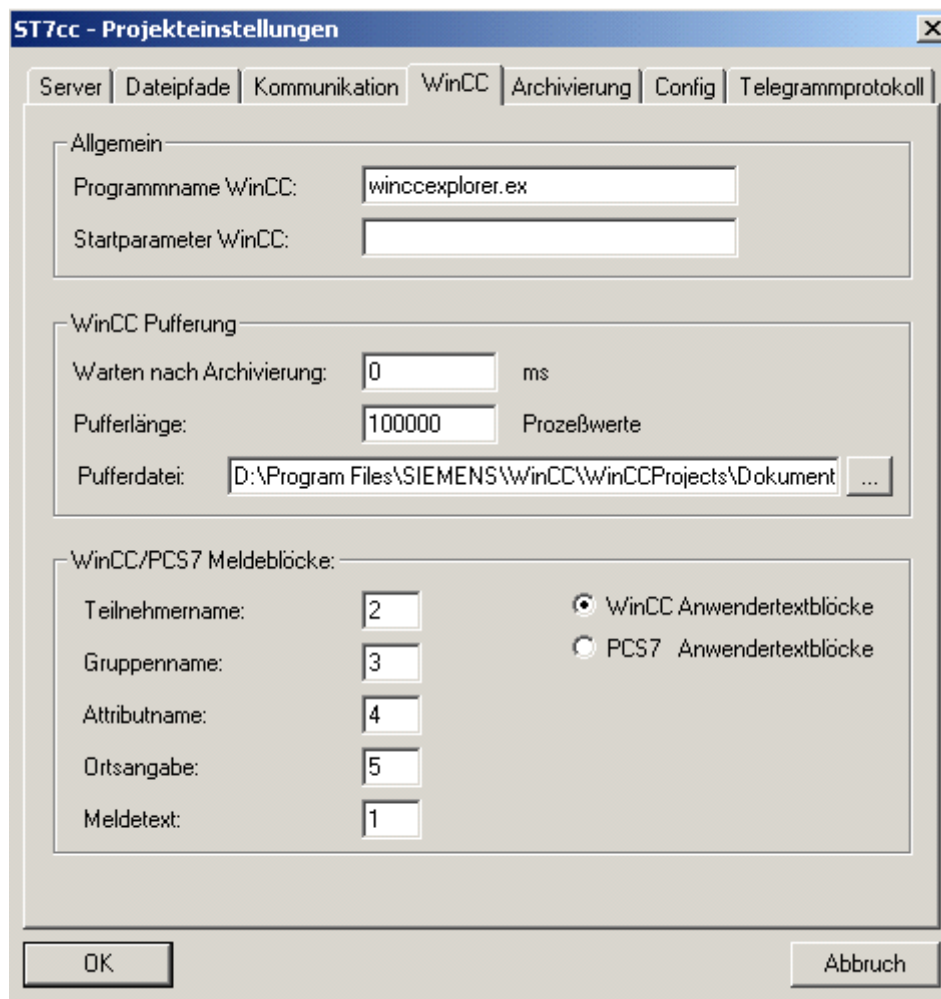 ST7cc - Projekteinstellungen
Server Dateipfade Kommunikation WinCC Archivierung Config Telegrammprotokoll
Allgemein
Programmname WinCC: winccexplorer.ex
Startparameter WinCC:
WinCC Pufferung
Warten nach Archivierung: 0 ms
Pufferlänge: 100000 Prozeßwerte
Pufferdatei: D:\Program Files\SIEMENS\WinCC\WinCCProjects\Dokument ...
WinCC/PCS7 Meldeblöcke:
Teilnehmername: 2 WinCC Anwendertextblöcke
Gruppenname: 3 PCS7 Anwendertextblöcke
Attributname: 4
Ortsangabe: 5
Meldetext: 1
OK Abbruch